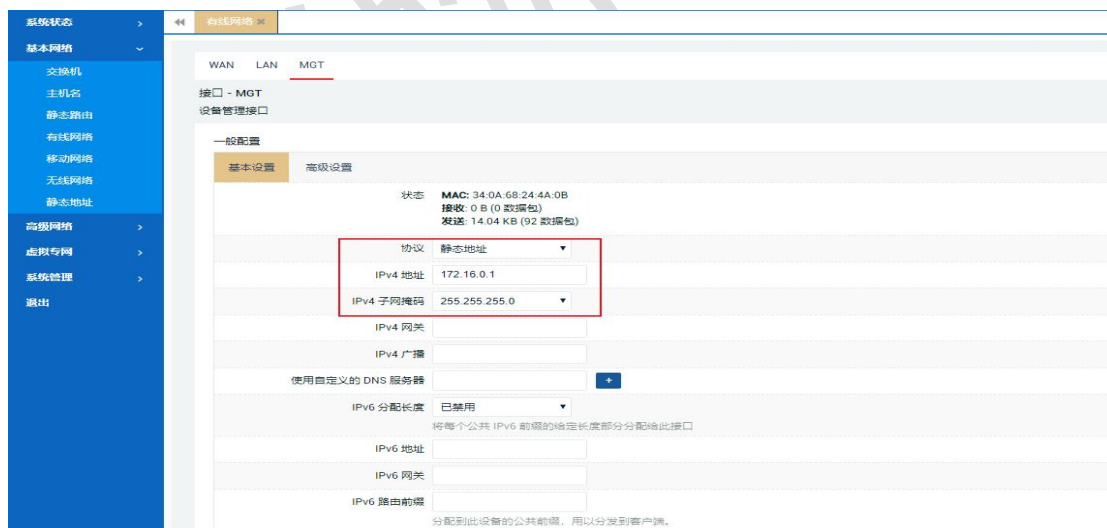 系统状态
基本网络
交换机
主机名
静态路由
有线网络
移动网络
无线网络
静态地址
高级网络
虚拟专网
系统管理
退出
有线网络
WAN LAN MGT
接口 - MGT
设备管理接口
一般配置
基本设置 高级设置
状态 MAC: 34:0A:68:24:4A:0B
接收: 0 B (0 数据包)
发送: 14.04 KB (92 数据包)
协议 静态地址
IPv4 地址 172.16.0.1
IPv4 子网掩码 255.255.255.0
IPv4 网关
IPv4 广播
使用自定义的 DNS 服务器
IPv6 分配长度 已禁用
将每个公共 IPv6 前缀的给定长度部分分配给此接口
IPv6 地址
IPv6 网关
IPv6 路由前缀
分配到此设备的公共前缀，用以分发到客户端。